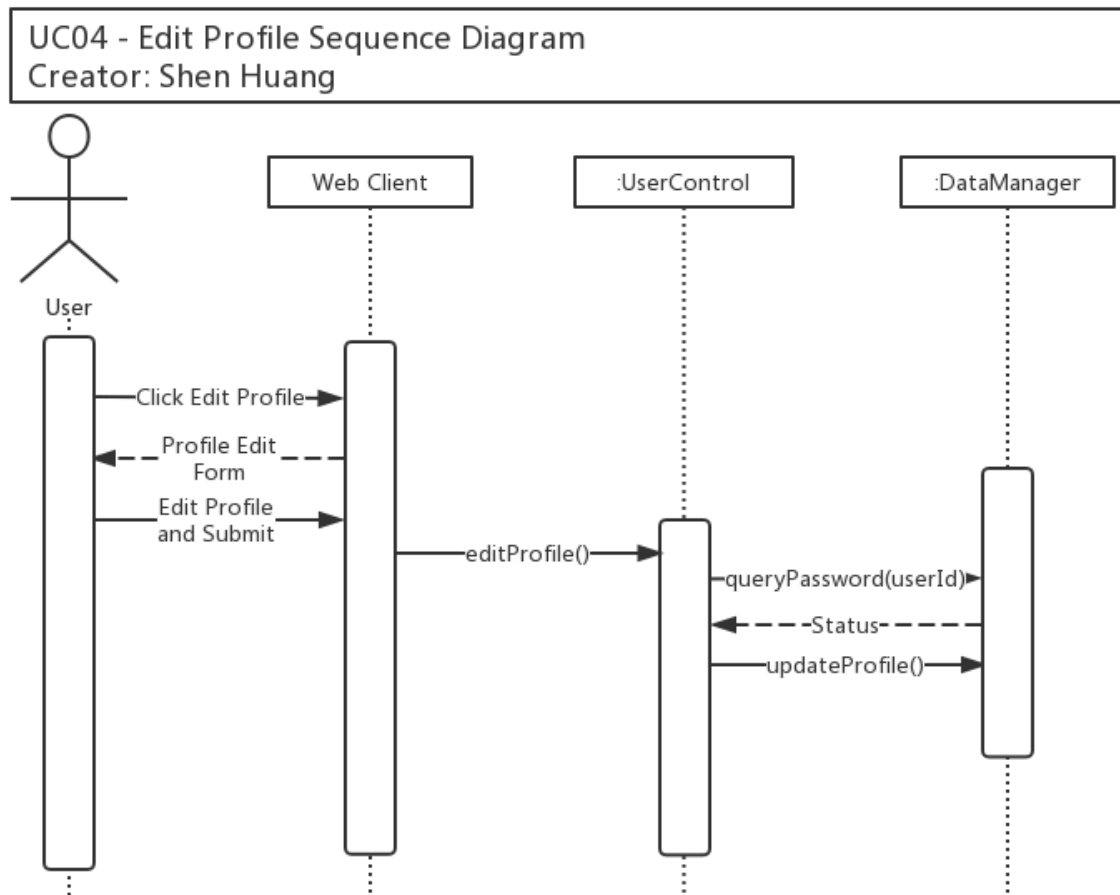 UC04 - Edit Profile Sequence Diagram
Creator: Shen Huang
Web Client
:UserControl
:DataManager
User
Click Edit Profile
Profile Edit
Form
Edit Profile
and Submit
editProfile()
queryPassword(userId)
Status
updateProfile()